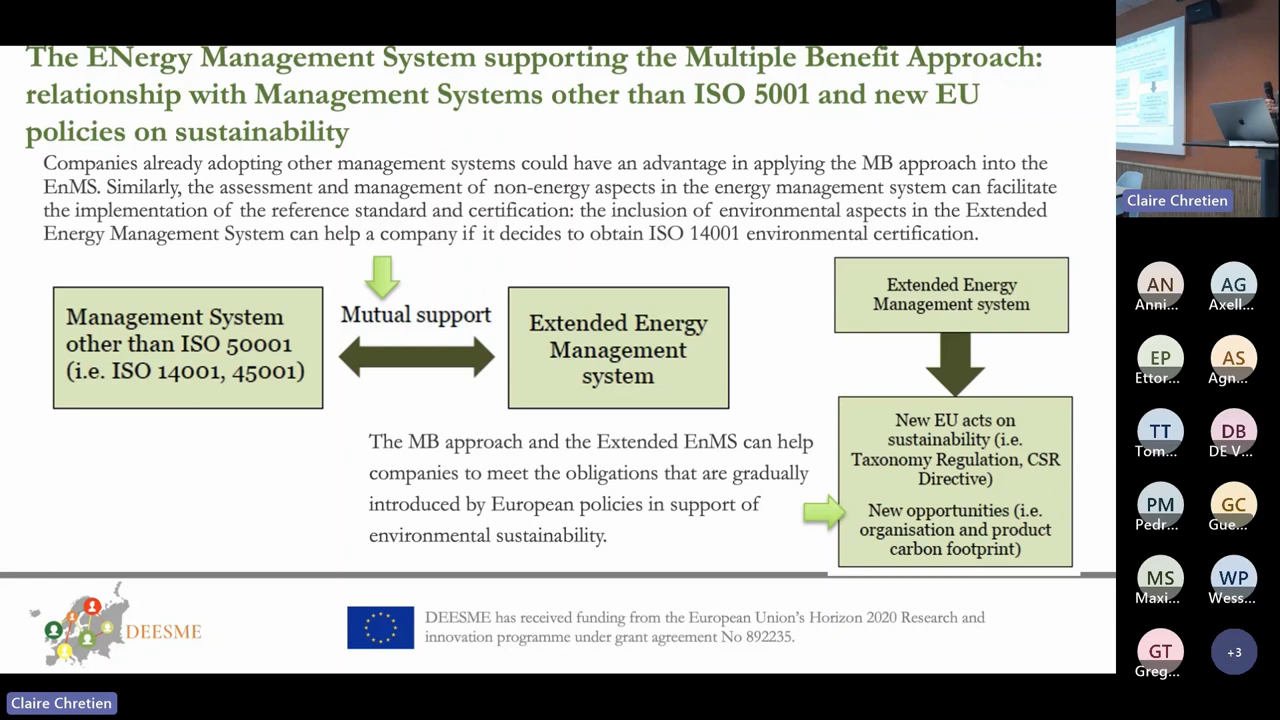 The ENergy Management System supporting the Multiple Benefit Approach:
relationship with Management Systems other than ISO 5001 and new EU
policies on sustainability
Companies already adopting other management systems could have an advantage in applying the MB approach into the
EnMS. Similarly, the assessment and management of non-energy aspects in the energy management system can facilitate
the implementation of the reference standard and certification: the inclusion of environmental aspects in the Extended
Energy Management System can help a company if it decides to obtain ISO 14001 environmental certification.
Management System
other than ISO 50001
(i.e. ISO 14001, 45001)
Mutual support
Extended Energy
Management
system
Extended Energy
Management system
The MB approach and the Extended EnMS can help
companies to meet the obligations that are gradually
introduced by European policies in support of
environmental sustainability.
New EU acts on
sustainability (i.e.
Taxonomy Regulation, CSR
Directive)
New opportunities (i.e.
organisation and product
carbon footprint)
DEESME
DEESME has received funding from the European Union's Horizon 2020 Research and
innovation programme under grant agreement No 892235.
Claire Chretien
Claire Chretien
AN
Anni...
AG
Axell...
EP
Ettor...
AS
Agn...
TT
Tom...
DB
DE V...
PM
Pedr...
GC
Gue...
MS
Maxi...
WP
Wess...
GT
Greg...
+3